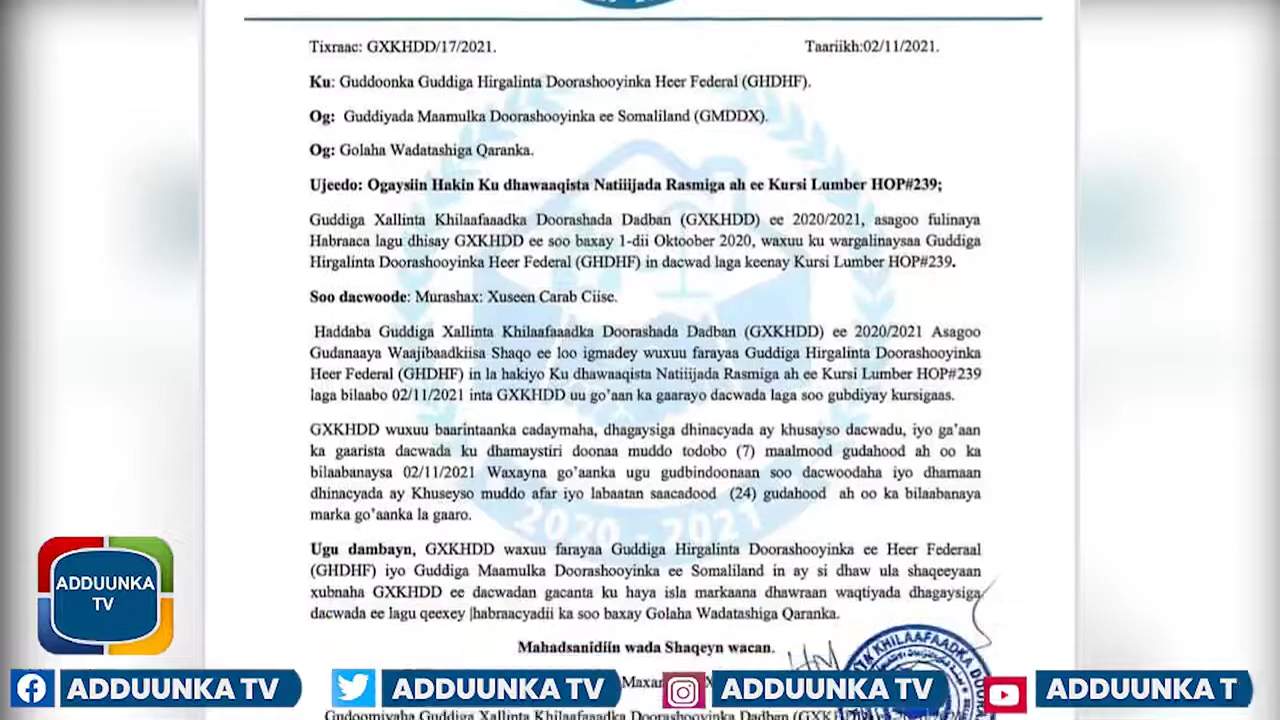 Tixraac: GXKHDD/17/2021. Taariikh:02/11/2021.
Ku: Guddoonka Guddiga Hirgalinta Doorashooyinka Heer Federal (GHDHF).
Og: Guddiyada Maamulka Doorashooyinka ee Somaliland (GMDDX).
Og: Golaha Wadatashiga Qaranka.
Ujeedo: Ogaysiin Hakin Ku dhawaaqista Natiiijada Rasmiga ah ee Kursi Lumber HOP#239;
Guddiga Xallinta Khilaafaaadka Doorashada Dadban (GXKHDD) ee 2020/2021, asagoo fulinaya
Habraaca lagu dhisay GXKHDD ee soo baxay 1-dii Oktoober 2020, waxuu ku wargalinaysaa Guddiga
Hirgalinta Doorashooyinka Heer Federal (GHDHF) in dacwad laga keenay Kursi Lumber HOP#239.
Soo dacwoode: Murashax: Xuseen Carab Ciise.
Haddaba Guddiga Xallinta Khilaafaaadka Doorashada Dadban (GXKHDD) ee 2020/2021 Asagoo
Gudanaaya Waajibaadkiisa Shaqo ee loo igmadey wuxuu farayaa Guddiga Hirgalinta Doorashooyinka
Heer Federal (GHDHF) in la hakiyo Ku dhawaaqista Natiiijada Rasmiga ah ee Kursi Lumber HOP#239
laga bilaabo 02/11/2021 inta GXKHDD uu go'aan ka gaarayo dacwada laga soo gubdiyay kursigaas.
GXKHDD wuxuu baarintaanka cadaymaha, dhagaysiga dhinacyada ay khusayso dacwadu, iyo ga'aan
ka gaarista dacwada ku dhamaystiri doonaa muddo todobo (7) maalmood gudahood ah oo ka
bilaabanaysa 02/11/2021 Waxayna go'aanka ugu gudbindoonaan soo dacwoodaha iyo dhamaan
dhinacyada ay Khuseyso muddo afar iyo labaatan saacadood (24) gudahood ah oo ka bilaabanaya
marka go'aanka la gaaro.
2020 - 2021
Ugu dambayn, GXKHDD waxuu farayaa Guddiga Hirgalinta Doorashooyinka ee Heer Federaal
(GHDHF) iyo Guddiga Maamulka Doorashooyinka ee Somaliland in ay si dhaw ula shaqeeyaan
xubnaha GXKHDD ee dacwadan gacanta ku haya isla markaana dhawraan waqtiyada dhagaysiga
dacwada ee lagu qeexey |habraacyadii ka soo baxay Golaha Wadatashiga Qaranka.
Mahadsanidiin wada Shaqeyn wacan.
ADDUUNKA
TV
ADDUUNKA TV
ADDUUNKA TV
ADDUUNKA TV
ADDUUNKA T
Gudoomiyaha Guddiga Xallinta Khilaafaaadka Doorashooyinka Dadban